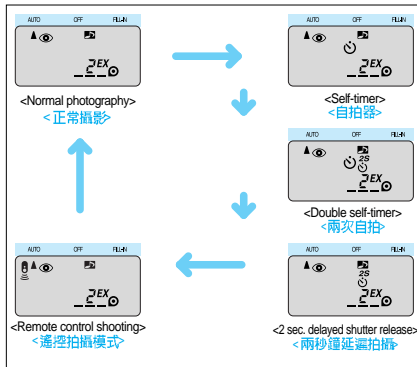 AUTO OFF FILL-IN
2EX
<Normal photography>
<正常攝影>
AUTO OFF FILL-IN
2EX
<Self-timer>
<自拍器>
AUTO OFF FILL-IN
2S
2EX
<Double self-timer>
<兩次自拍>
AUTO OFF FILL-IN
2S
2EX
<2 sec. delayed shutter release>
<兩秒鐘延遲拍攝>
AUTO OFF FILL-IN
2EX
<Remote control shooting>
<遙控拍攝模式>